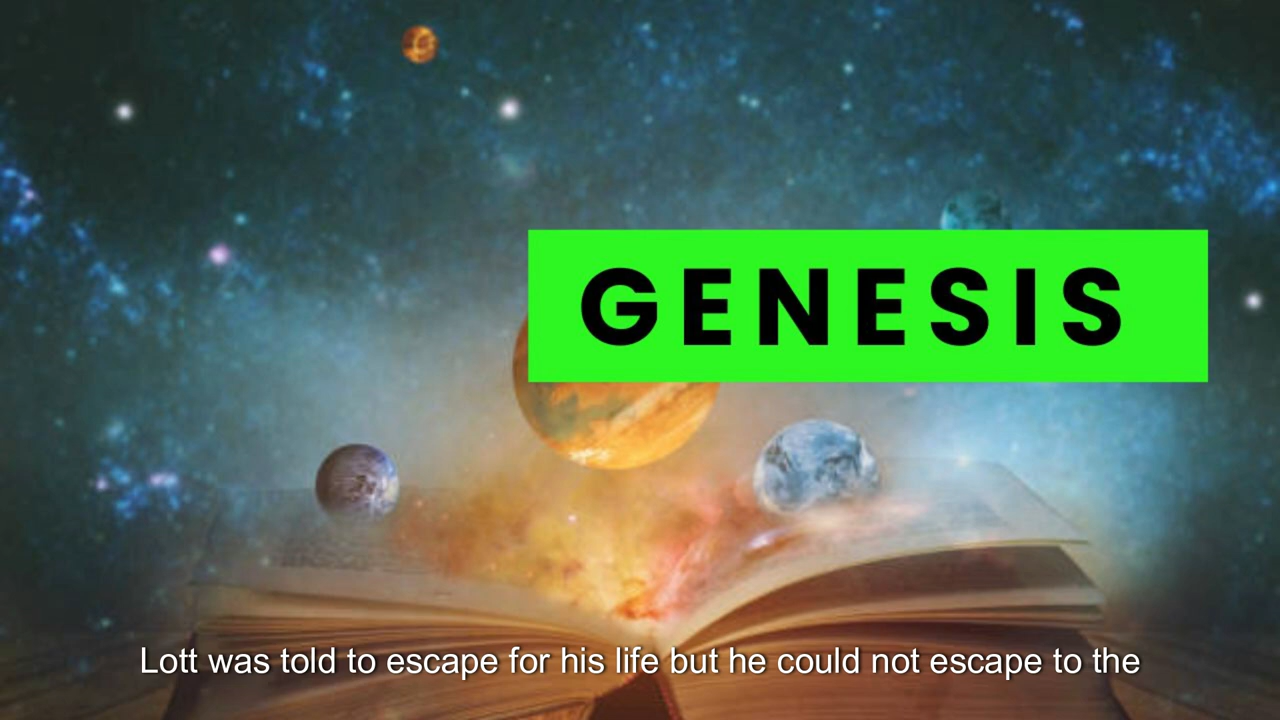 GENESIS
Lott was told to escape for his life but he could not escape to the